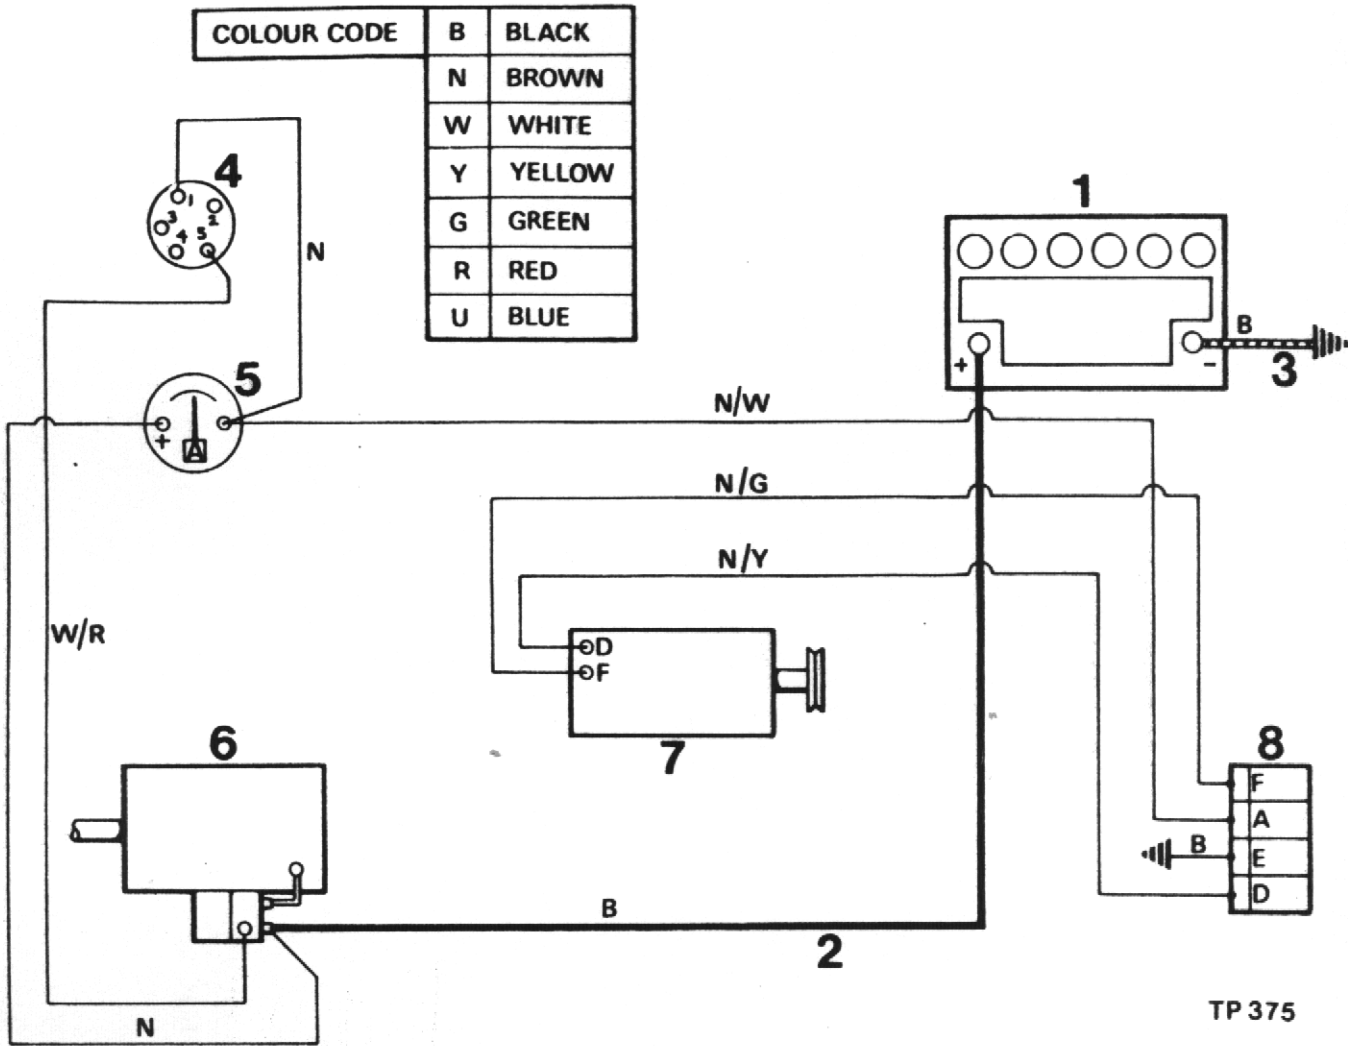 COLOUR CODE
B BLACK
N BROWN
W WHITE
Y YELLOW
G GREEN
R RED
U BLUE
4
1
2
3
4
5
N
1
B
+
-
3
5
+
A
N/W
N/G
N/Y
W/R
D
F
7
6
8
F
A
B
E
D
B
2
N
TP 375